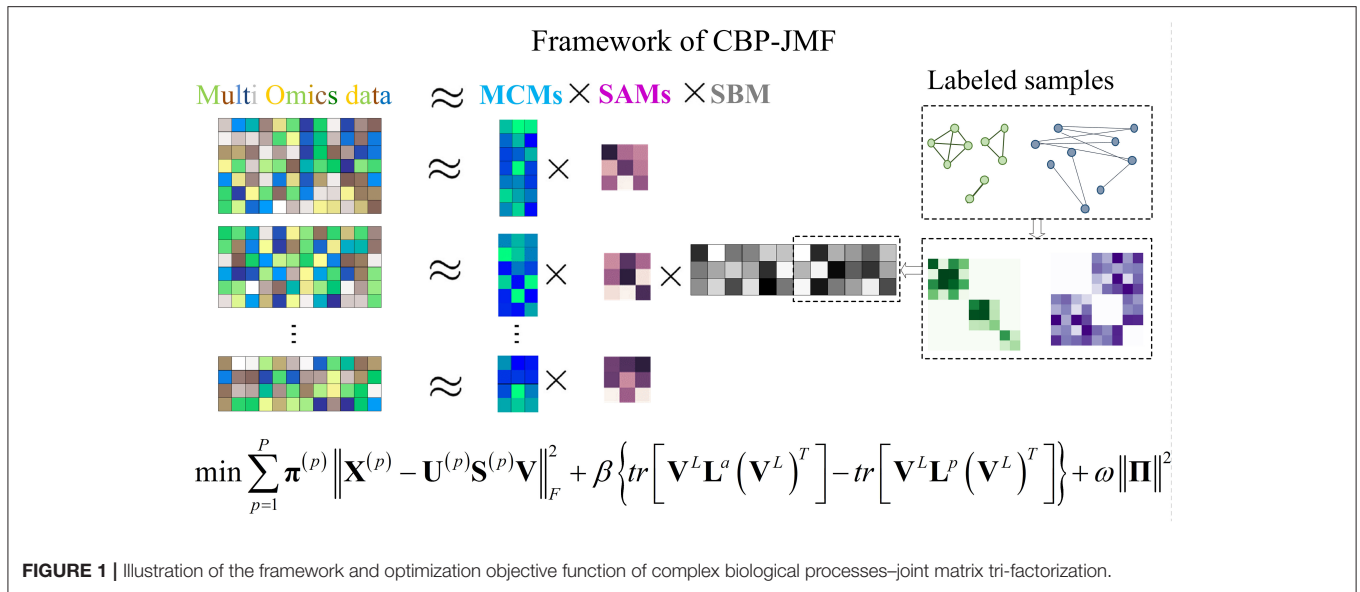 Framework of CBP-JMF
Multi Omics data ≈ MCMs × SAMs × SBM
Labeled samples
≈ ×
≈ × ×
⋮ ⋮
≈ ×
min ∑_{p=1}^{P} π^{(p)} ‖X^{(p)} − U^{(p)}S^{(p)}V‖_F^2 + β{tr[V^L L^a (V^L)^T] − tr[V^L L^p (V^L)^T]} + ω‖Π‖^2
FIGURE 1 | Illustration of the framework and optimization objective function of complex biological processes–joint matrix tri-factorization.